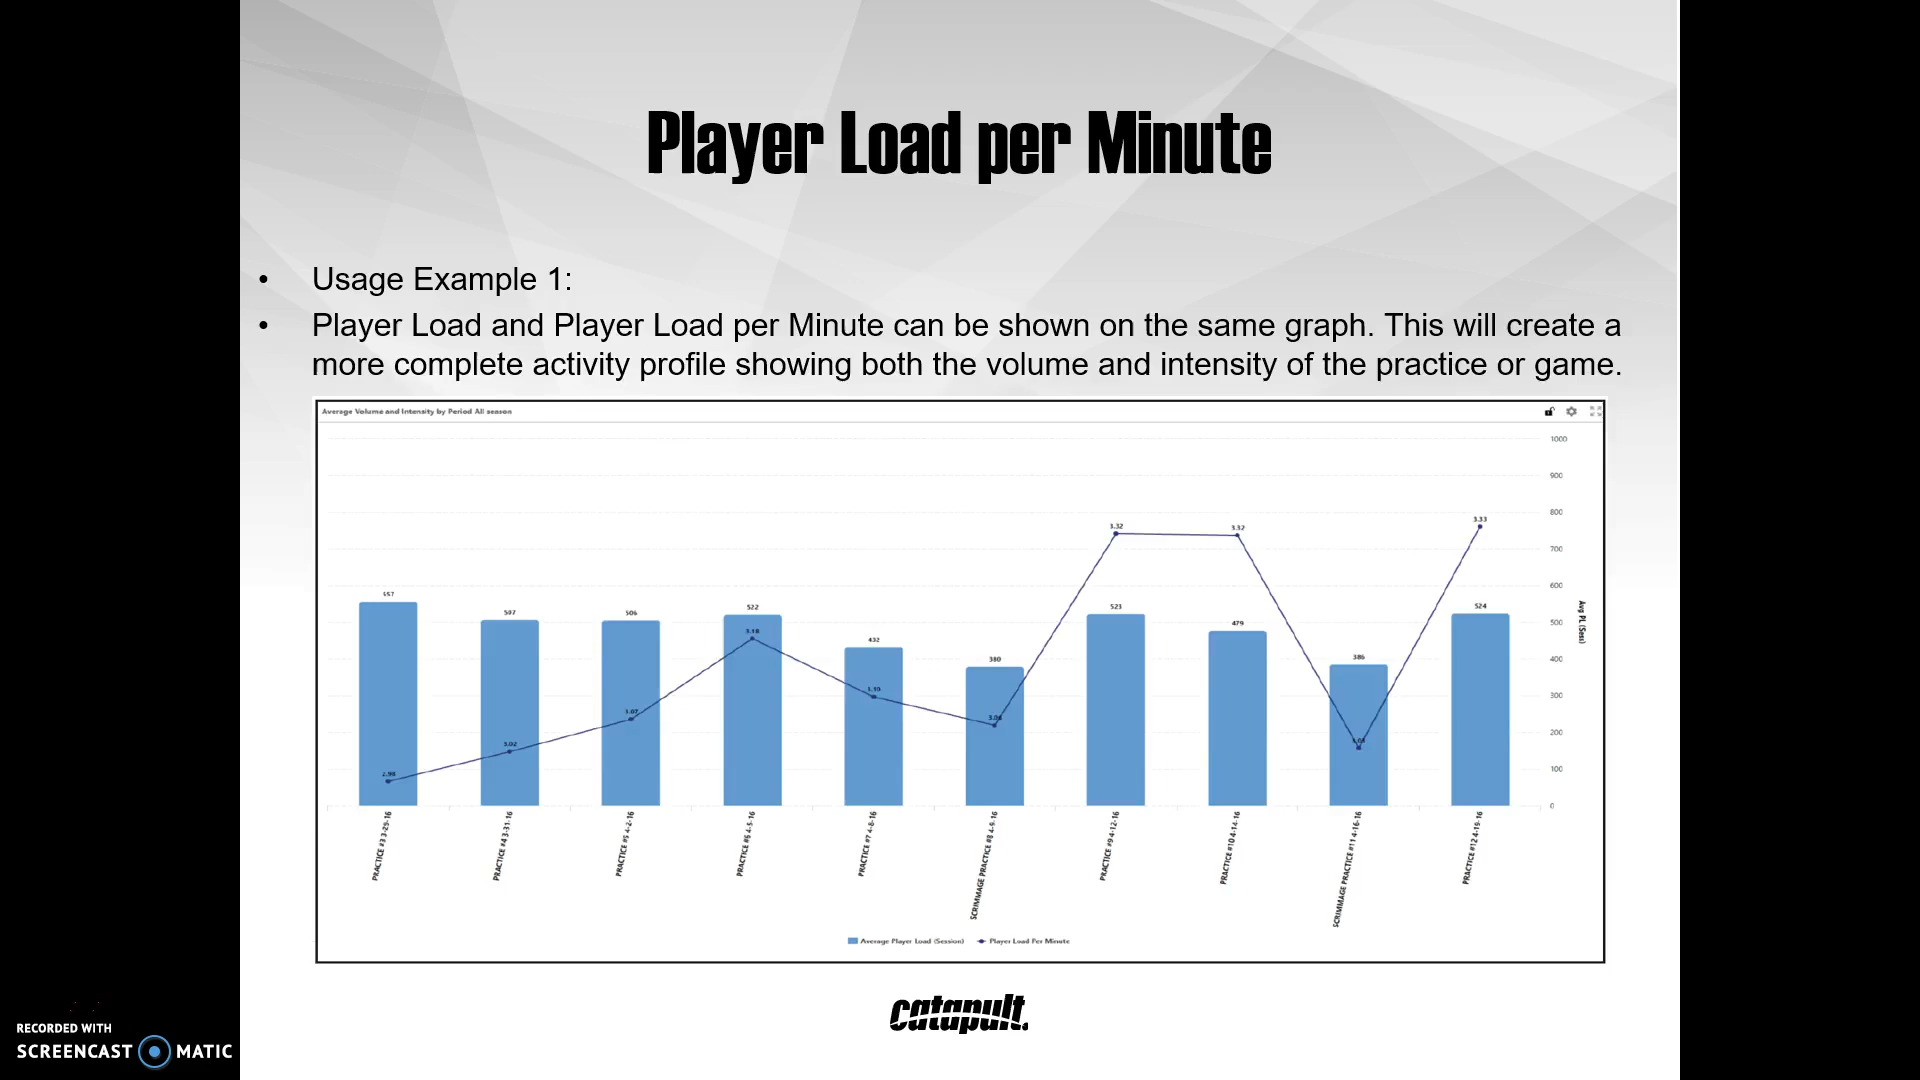 Player Load per Minute
• Usage Example 1:
• Player Load and Player Load per Minute can be shown on the same graph. This will create a
more complete activity profile showing both the volume and intensity of the practice or game.
Average Volume and Intensity by Period All season
1000
900
800
700
600
500
400
300
200
100
0
Avg PL (Sess)
557
507
506
522
432
380
523
479
386
524
2.98
3.02
3.07
3.18
3.10
3.06
3.32
3.32
3.33
PRACTICE #3 3-29-16
PRACTICE #4 3-31-16
PRACTICE #5 4-2-16
PRACTICE #6 4-5-16
PRACTICE #7 4-8-16
SCRIMMAGE PRACTICE #8 4-9-16
PRACTICE #9 4-12-16
PRACTICE #10 4-14-16
SCRIMMAGE PRACTICE #11 4-16-16
PRACTICE #12 4-19-16
Average Player Load (Session) Player Load Per Minute
catapult.
RECORDED WITH
SCREENCAST MATIC